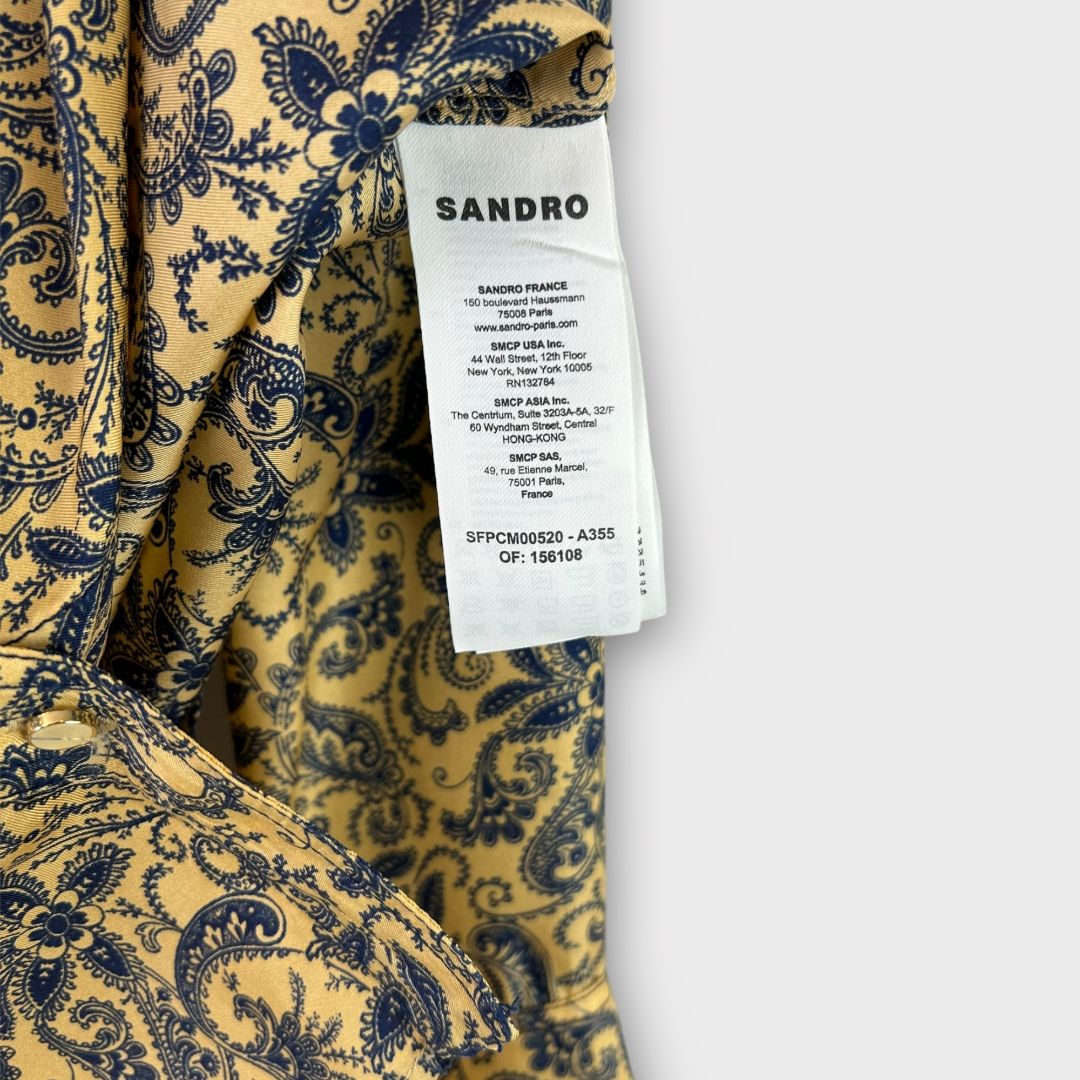 SANDRO
SANDRO FRANCE
150 boulevard Haussmann
75008 Paris
www.sandro-paris.com
SMCP USA Inc.
44 Wall Street, 12th Floor
New York, New York 10005
RN132784
SMCP ASIA Inc.
The Centrium, Suite 3203A-5A, 32/F
60 Wyndham Street, Central
HONG-KONG
SMCP SAS,
49, rue Etienne Marcel,
75001 Paris,
France
SFPCM00520 - A355
OF: 156108